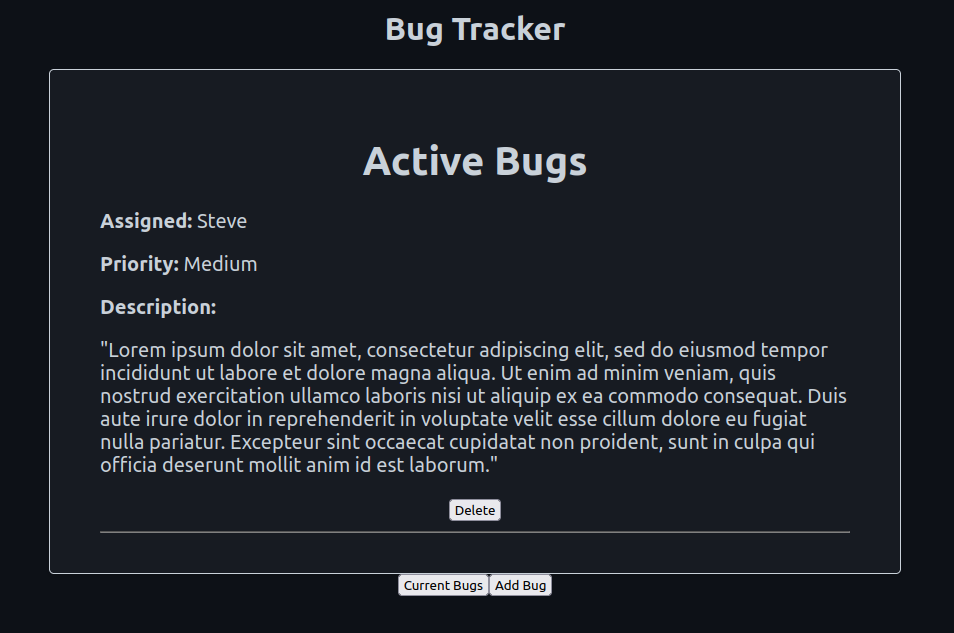 Bug Tracker
Active Bugs
Assigned: Steve
Priority: Medium
Description:
"Lorem ipsum dolor sit amet, consectetur adipiscing elit, sed do eiusmod tempor
incididunt ut labore et dolore magna aliqua. Ut enim ad minim veniam, quis
nostrud exercitation ullamco laboris nisi ut aliquip ex ea commodo consequat. Duis
aute irure dolor in reprehenderit in voluptate velit esse cillum dolore eu fugiat
nulla pariatur. Excepteur sint occaecat cupidatat non proident, sunt in culpa qui
officia deserunt mollit anim id est laborum."
Delete
Current Bugs Add Bug